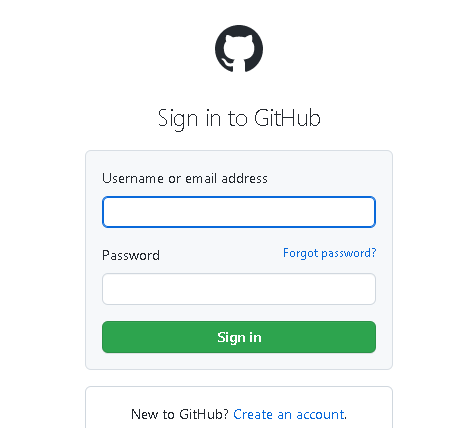 Sign in to GitHub
Username or email address
Password Forgot password?
Sign in
New to GitHub? Create an account.